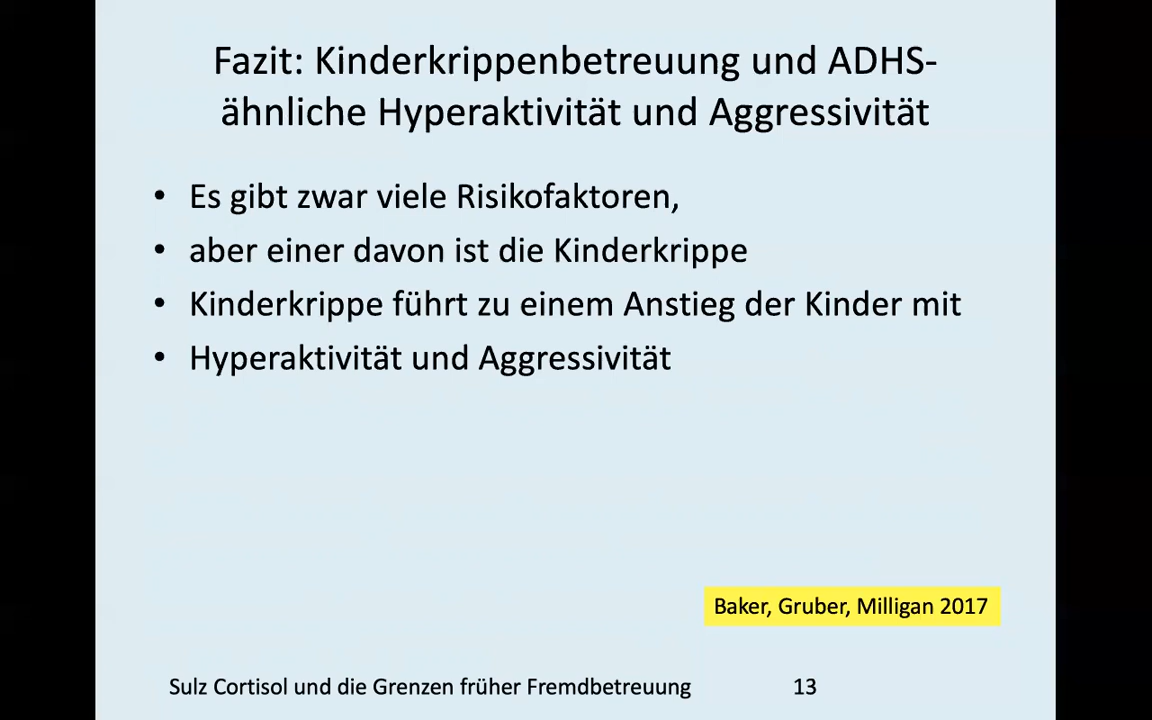 Fazit: Kinderkrippenbetreuung und ADHS-
ähnliche Hyperaktivität und Aggressivität
• Es gibt zwar viele Risikofaktoren,
• aber einer davon ist die Kinderkrippe
• Kinderkrippe führt zu einem Anstieg der Kinder mit
• Hyperaktivität und Aggressivität
Baker, Gruber, Milligan 2017
Sulz Cortisol und die Grenzen früher Fremdbetreuung 13